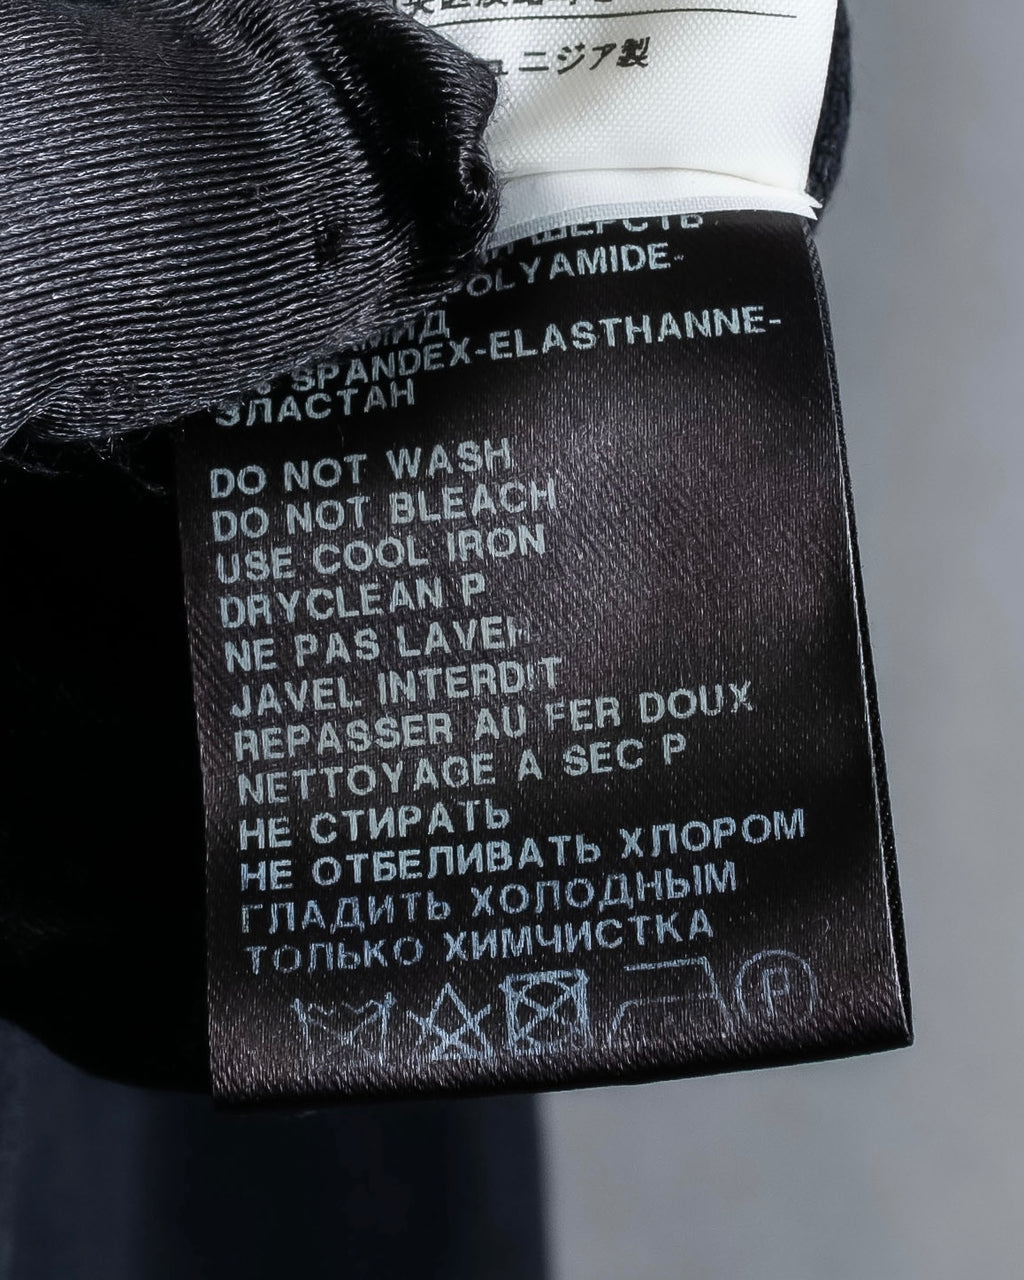 ニジア製
ШЕРСТЬ
POLYAMIDE-
SPANDEX-ELASTHANNE-
ЭЛАСТАН
DO NOT WASH
DO NOT BLEACH
USE COOL IRON
DRYCLEAN P
NE PAS LAVER
JAVEL INTERDIT
REPASSER AU FER DOUX
NETTOYAGE A SEC P
НЕ СТИРАТЬ
НЕ ОТБЕЛИВАТЬ ХЛОРОМ
ГЛАДИТЬ ХОЛОДНЫМ
ТОЛЬКО ХИМЧИСТКА
P